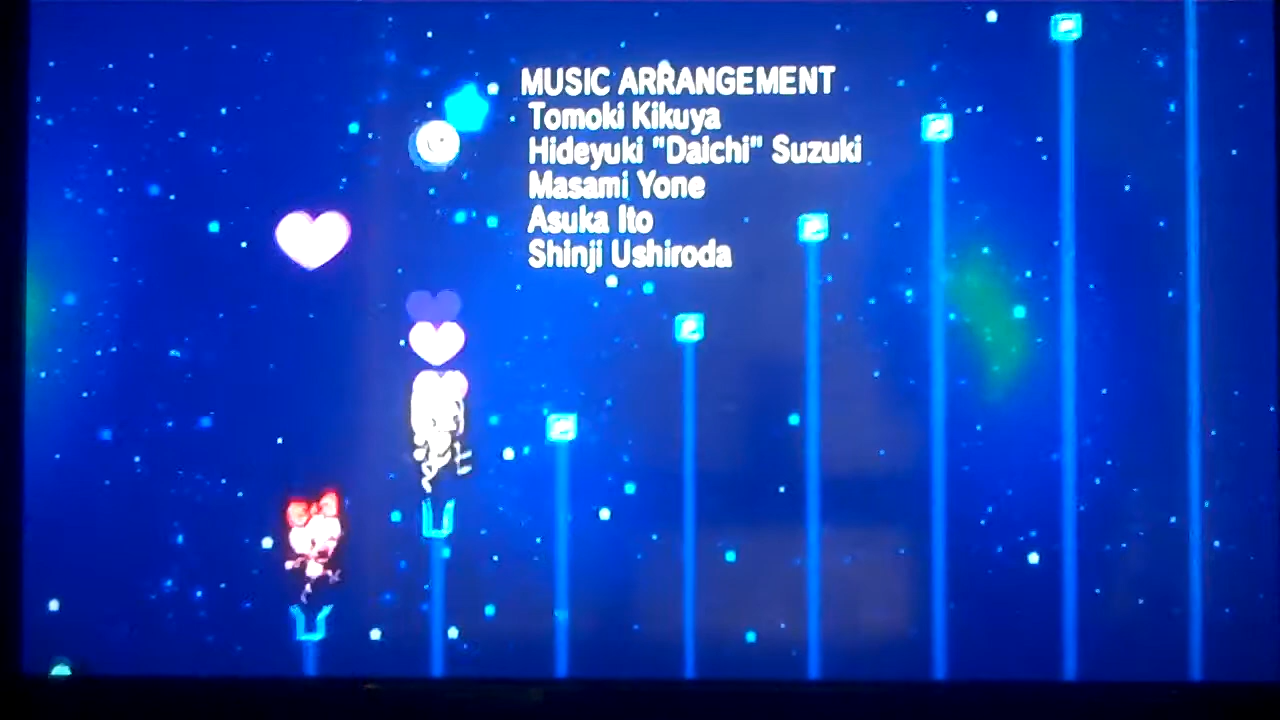 MUSIC ARRANGEMENT
Tomoki Kikuya
Hideyuki "Daichi" Suzuki
Masami Yone
Asuka Ito
Shinji Ushiroda